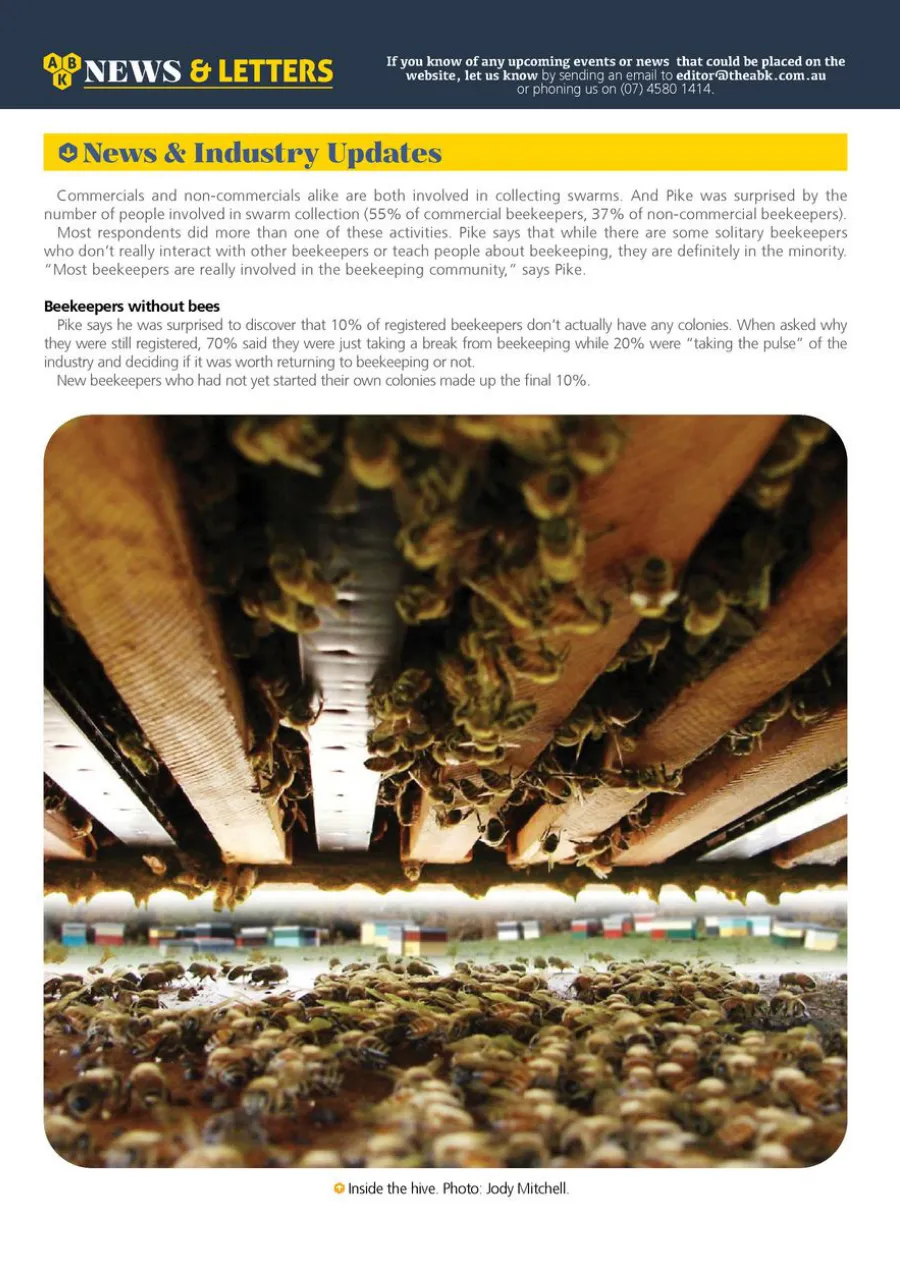 A B
K
NEWS & LETTERS
If you know of any upcoming events or news that could be placed on the
website, let us know by sending an email to editor@theabk.com.au
or phoning us on (07) 4580 1414.
News & Industry Updates
Commercials and non-commercials alike are both involved in collecting swarms. And Pike was surprised by the
number of people involved in swarm collection (55% of commercial beekeepers, 37% of non-commercial beekeepers).
Most respondents did more than one of these activities. Pike says that while there are some solitary beekeepers
who don’t really interact with other beekeepers or teach people about beekeeping, they are definitely in the minority.
“Most beekeepers are really involved in the beekeeping community,” says Pike.
Beekeepers without bees
Pike says he was surprised to discover that 10% of registered beekeepers don’t actually have any colonies. When asked why
they were still registered, 70% said they were just taking a break from beekeeping while 20% were “taking the pulse” of the
industry and deciding if it was worth returning to beekeeping or not.
New beekeepers who had not yet started their own colonies made up the final 10%.
Inside the hive. Photo: Jody Mitchell.